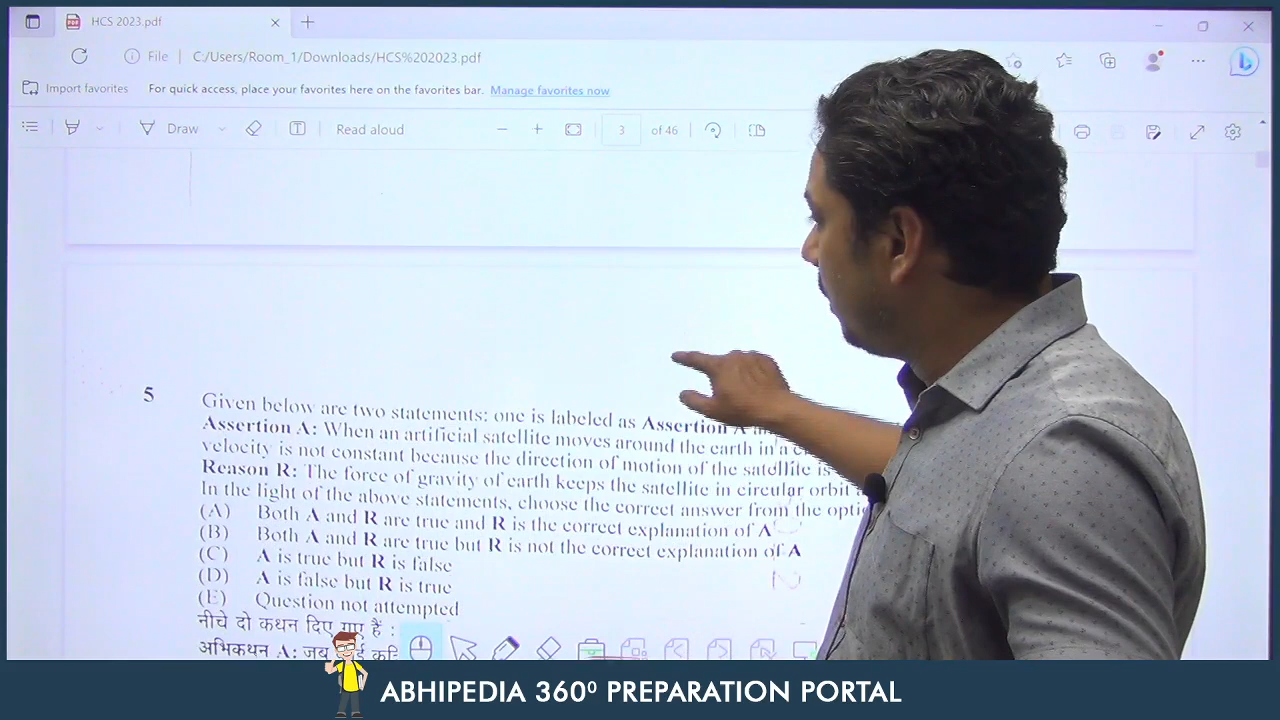 HCS 2023.pdf
File C:/Users/Room_1/Downloads/HCS%202023.pdf
Import favorites For quick access, place your favorites here on the favorites bar. Manage favorites now
Draw Read aloud 3 of 46
5 Given below are two statements: one is labeled as Assertion A
Assertion A: When an artificial satellite moves around the earth in a
velocity is not constant because the direction of motion of the satellite is
Reason R: The force of gravity of earth keeps the satellite in circular orbit
In the light of the above statements, choose the correct answer from the
(A) Both A and R are true and R is the correct explanation of A
(B) Both A and R are true but R is not the correct explanation of A
(C) A is true but R is false
(D) A is false but R is true
(E) Question not attempted
नीचे दो कथन दिए गए हैं :
अभिकथन A:
ABHIPEDIA 360⁰ PREPARATION PORTAL